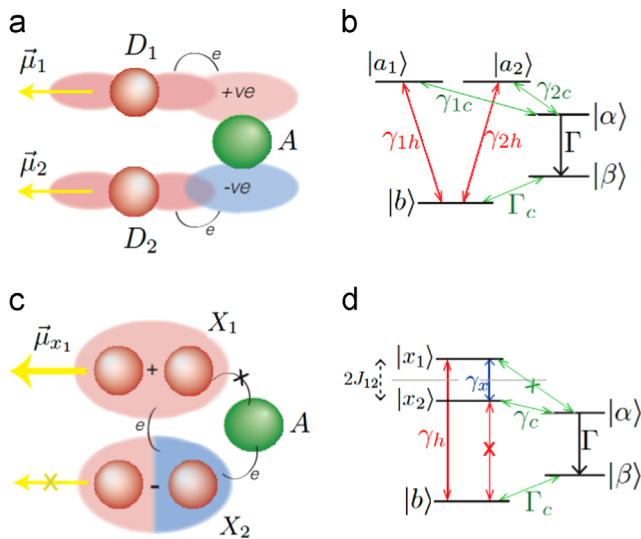 a
D₁
μ⃗₁
e
+ve
A
μ⃗₂
-ve
e
D₂
b
|a₁⟩ |a₂⟩
γ₁c γ₂c
|α⟩
γ₁h γ₂h
Γ
|β⟩
|b⟩
Γc
c
X₁
μ⃗x₁
+
A
e
e
-
X₂
d
|x₁⟩
2J₁₂
γx
|x₂⟩
|α⟩
γc
γh
Γ
|β⟩
|b⟩
Γc